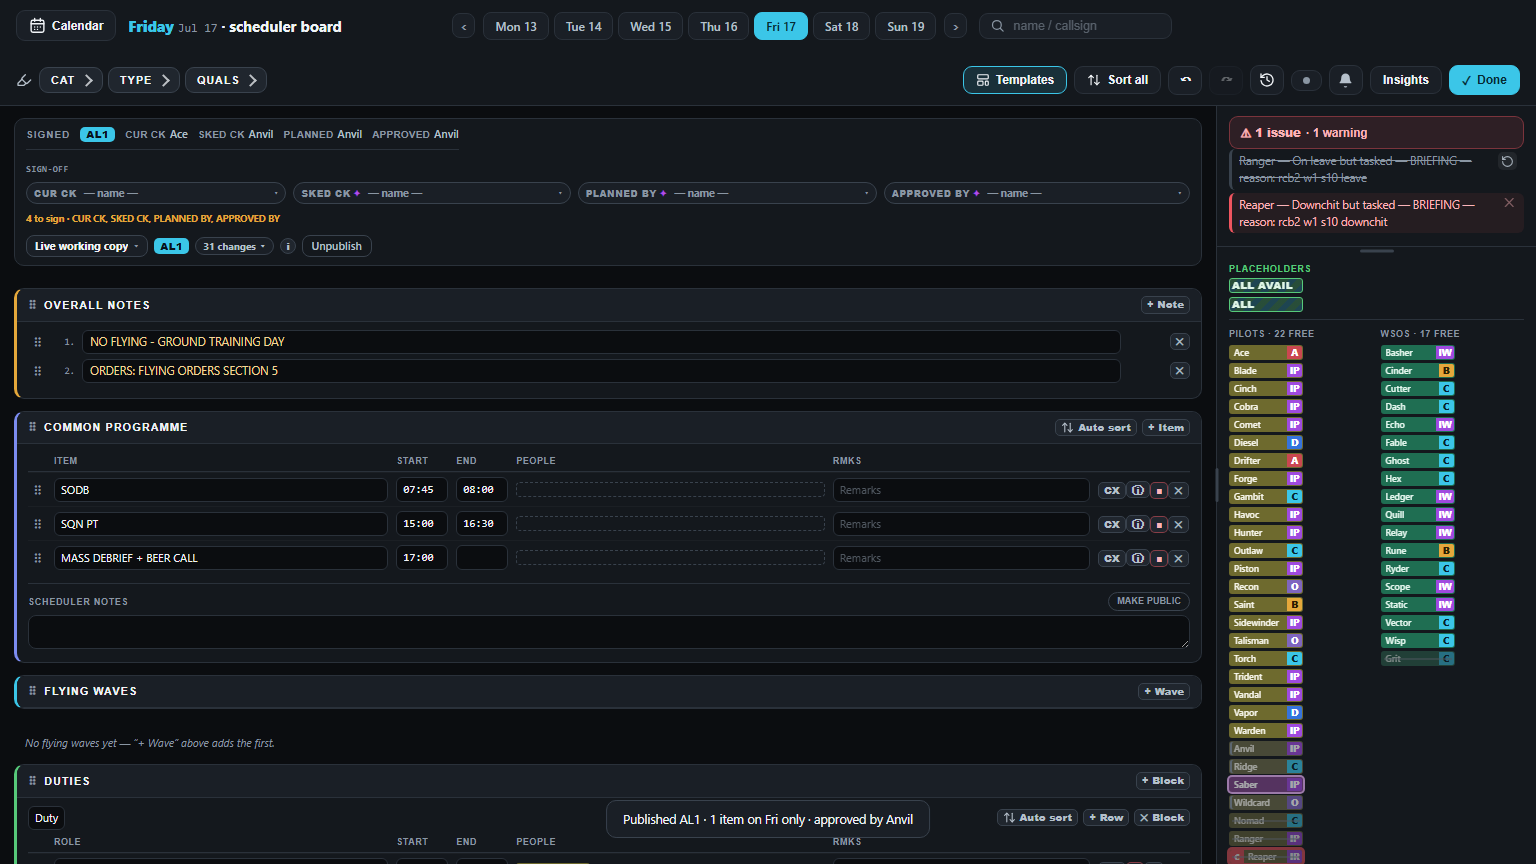 Calendar
Friday Jul 17 · scheduler board
‹ Mon 13 Tue 14 Wed 15 Thu 16 Fri 17 Sat 18 Sun 19 ›
name / callsign
CAT TYPE QUALS
Templates Sort all Insights ✓ Done
SIGNED AL1 CUR CK Ace SKED CK Anvil PLANNED Anvil APPROVED Anvil
SIGN-OFF
CUR CK — name — SKED CK ✦ — name — PLANNED BY ✦ — name — APPROVED BY ✦ — name —
4 to sign · CUR CK, SKED CK, PLANNED BY, APPROVED BY
Live working copy AL1 31 changes i Unpublish
OVERALL NOTES
+ Note
1. NO FLYING - GROUND TRAINING DAY
2. ORDERS: FLYING ORDERS SECTION 5
COMMON PROGRAMME
Auto sort + Item
ITEM START END PEOPLE RMKS
SODB 07:45 08:00 Remarks CX
SQN PT 15:00 16:30 Remarks CX
MASS DEBRIEF + BEER CALL 17:00 Remarks CX
SCHEDULER NOTES
MAKE PUBLIC
FLYING WAVES
+ Wave
No flying waves yet — "+ Wave" above adds the first.
DUTIES
+ Block
Duty
Auto sort + Row ✕ Block
ROLE START END PEOPLE RMKS
Published AL1 · 1 item on Fri only · approved by Anvil
⚠ 1 issue · 1 warning
Ranger — On leave but tasked — BRIEFING —
reason: rcb2 w1 s10 leave
Reaper — Downchit but tasked — BRIEFING —
reason: rcb2 w1 s10 downchit
PLACEHOLDERS
ALL AVAIL
ALL
PILOTS · 22 FREE
Ace A
Blade IP
Cinch IP
Cobra IP
Comet IP
Diesel D
Drifter A
Forge IP
Gambit C
Havoc IP
Hunter IP
Outlaw C
Piston IP
Recon O
Saint B
Sidewinder IP
Talisman O
Torch C
Trident IP
Vandal IP
Vapor D
Warden IP
Anvil IP
Ridge C
Saber IP
Wildcard O
Nomad C
Ranger IP
C Reaper IP
WSOS · 17 FREE
Basher IW
Cinder B
Cutter C
Dash C
Echo IW
Fable C
Ghost C
Hex C
Ledger IW
Quill IW
Relay IW
Rune B
Ryder C
Scope IW
Static IW
Vector C
Wisp C
Grit C